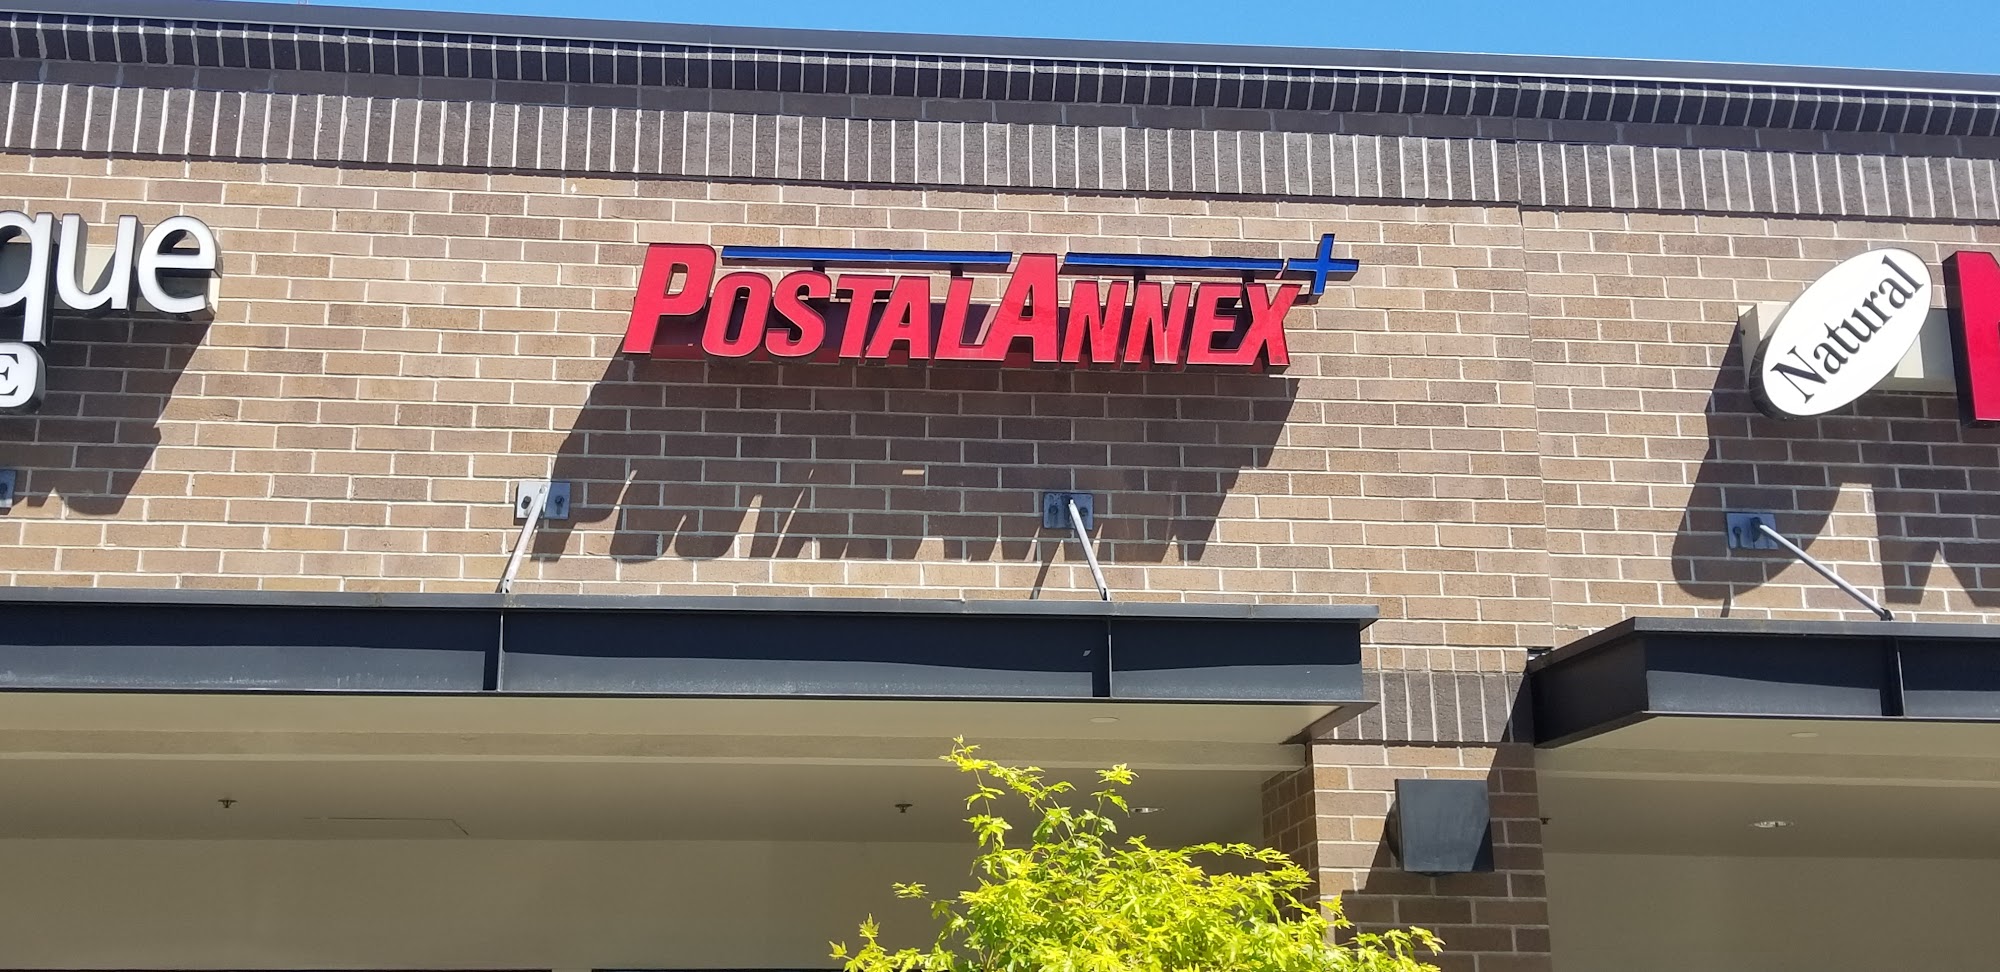 que
E
POSTALANNEX+
Natural